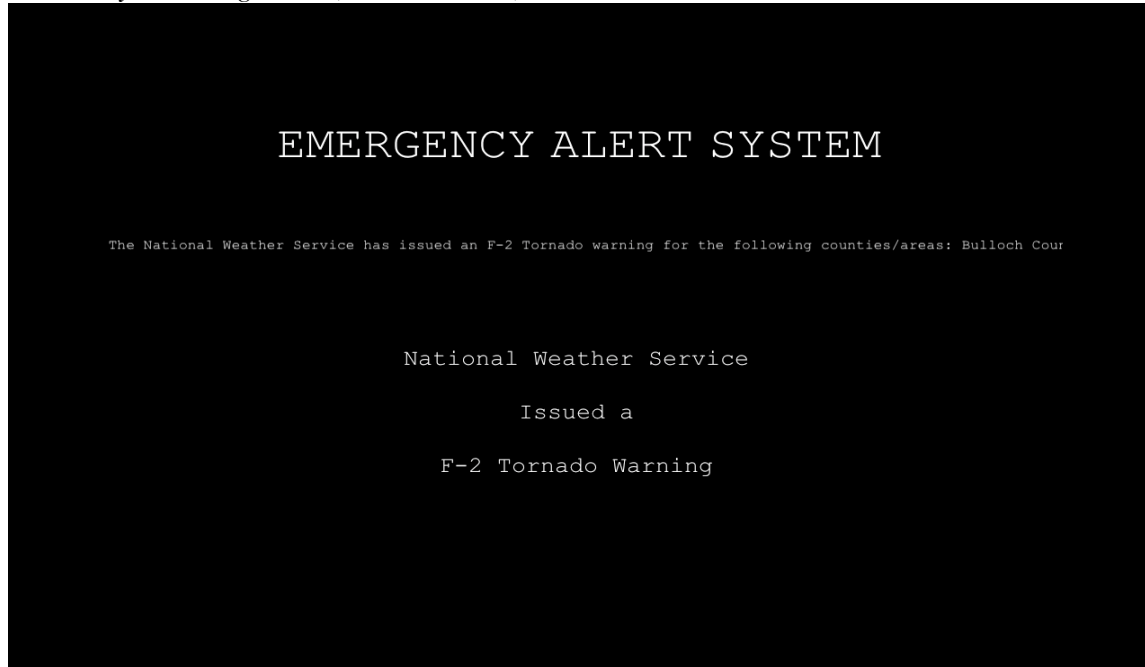 EMERGENCY ALERT SYSTEM
The National Weather Service has issued an F-2 Tornado warning for the following counties/areas: Bulloch
National Weather Service
Issued a
F-2 Tornado Warning